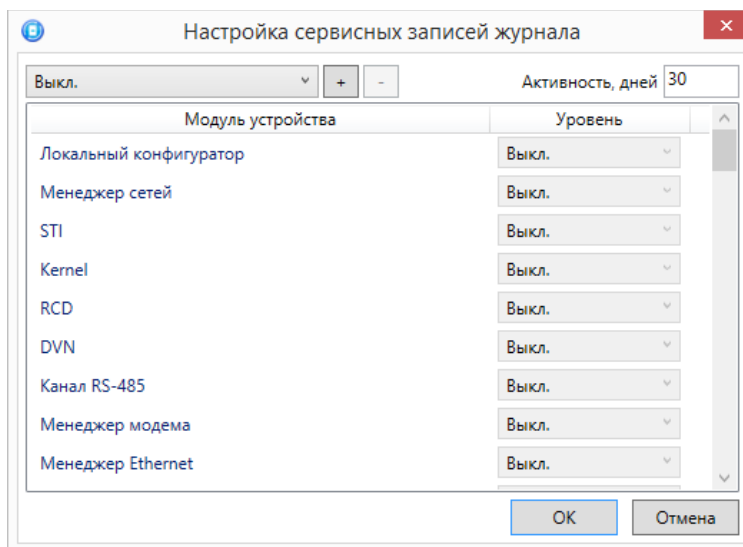 Настройка сервисных записей журнала
Выкл. + - Активность, дней 30
Модуль устройства Уровень
Локальный конфигуратор Выкл.
Менеджер сетей Выкл.
STI Выкл.
Kernel Выкл.
RCD Выкл.
DVN Выкл.
Канал RS-485 Выкл.
Менеджер модема Выкл.
Менеджер Ethernet Выкл.
OK Отмена